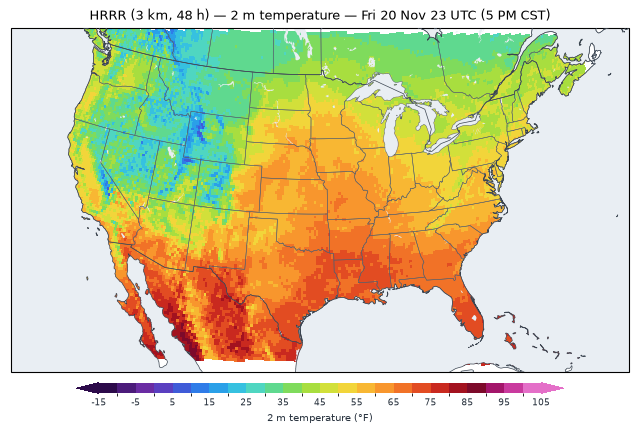 HRRR (3 km, 48 h) — 2 m temperature — Fri 20 Nov 23 UTC (5 PM CST)
-15 -5 5 15 25 35 45 55 65 75 85 95 105
2 m temperature (°F)